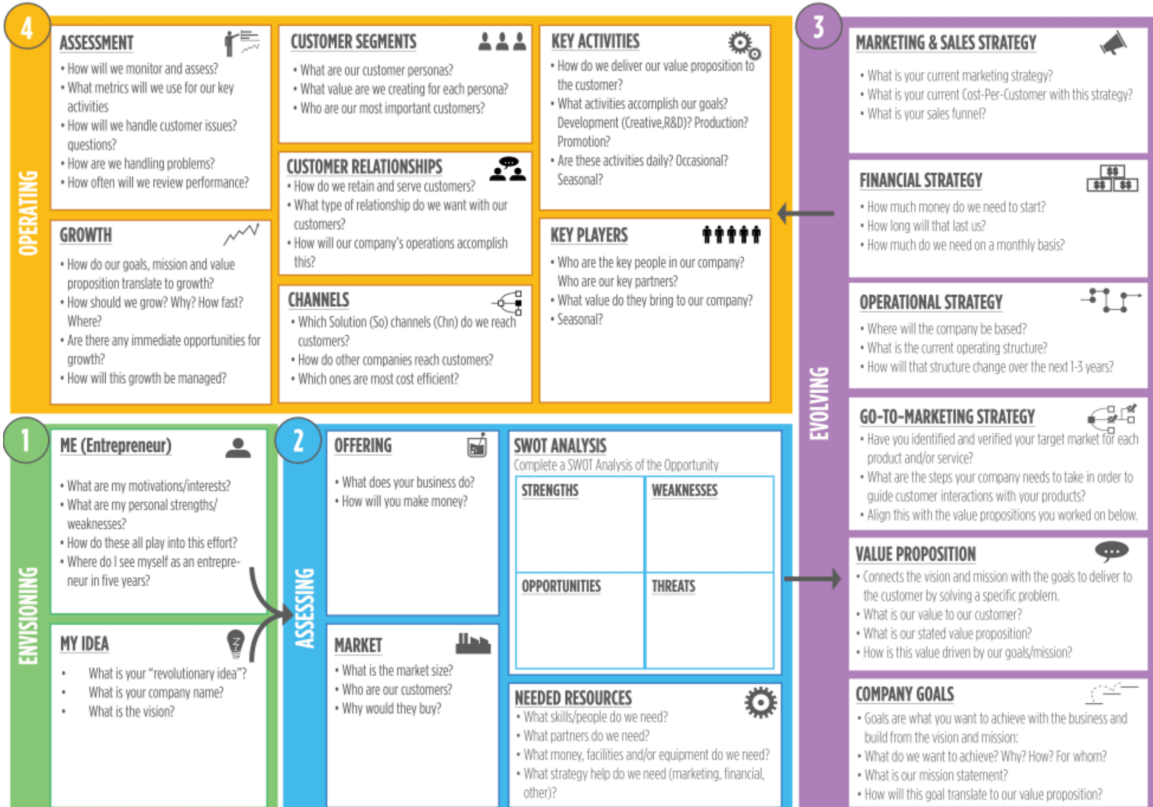 4
OPERATING
ASSESSMENT
• How will we monitor and assess?
• What metrics will we use for our key
activities
• How will we handle customer issues?
questions?
• How are we handling problems?
• How often will we review performance?
GROWTH
• How do our goals, mission and value
proposition translate to growth?
• How should we grow? Why? How fast?
Where?
• Are there any immediate opportunities for
growth?
• How will this growth be managed?
CUSTOMER SEGMENTS
• What are our customer personas?
• What value are we creating for each persona?
• Who are our most important customers?
CUSTOMER RELATIONSHIPS
• How do we retain and serve customers?
• What type of relationship do we want with our
customers?
• How will our company's operations accomplish
this?
CHANNELS
• Which Solution (So) channels (Chn) do we reach
customers?
• How do other companies reach customers?
• Which ones are most cost efficient?
KEY ACTIVITIES
• How do we deliver our value proposition to
the customer?
• What activities accomplish our goals?
Development (Creative,R&D)? Production?
Promotion?
• Are these activities daily? Occasional?
Seasonal?
KEY PLAYERS
• Who are the key people in our company?
Who are our key partners?
• What value do they bring to our company?
• Seasonal?
3
EVOLVING
MARKETING & SALES STRATEGY
• What is your current marketing strategy?
• What is your current Cost-Per-Customer with this strategy?
• What is your sales funnel?
FINANCIAL STRATEGY
$$
$$ $$ $$
• How much money do we need to start?
• How long will that last us?
• How much do we need on a monthly basis?
OPERATIONAL STRATEGY
• Where will the company be based?
• What is the current operating structure?
• How will that structure change over the next 1-3 years?
GO-TO-MARKETING STRATEGY
• Have you identified and verified your target market for each
product and/or service?
• What are the steps your company needs to take in order to
guide customer interactions with your products?
• Align this with the value propositions you worked on below.
VALUE PROPOSITION
• Connects the vision and mission with the goals to deliver to
the customer by solving a specific problem.
• What is our value to our customer?
• What is our stated value proposition?
• How is this value driven by our goals/mission?
COMPANY GOALS
• Goals are what you want to achieve with the business and
build from the vision and mission:
• What do we want to achieve? Why? How? For whom?
• What is our mission statement?
• How will this goal translate to our value proposition?
1
ENVISIONING
ME (Entrepreneur)
• What are my motivations/interests?
• What are my personal strengths/
weaknesses?
• How do these all play into this effort?
• Where do I see myself as an entrepre-
neur in five years?
MY IDEA
• What is your "revolutionary idea"?
• What is your company name?
• What is the vision?
2
ASSESSING
OFFERING
• What does your business do?
• How will you make money?
MARKET
• What is the market size?
• Who are our customers?
• Why would they buy?
SWOT ANALYSIS
Complete a SWOT Analysis of the Opportunity
STRENGTHS
WEAKNESSES
OPPORTUNITIES
THREATS
NEEDED RESOURCES
• What skills/people do we need?
• What partners do we need?
• What money, facilities and/or equipment do we need?
• What strategy help do we need (marketing, financial,
other)?